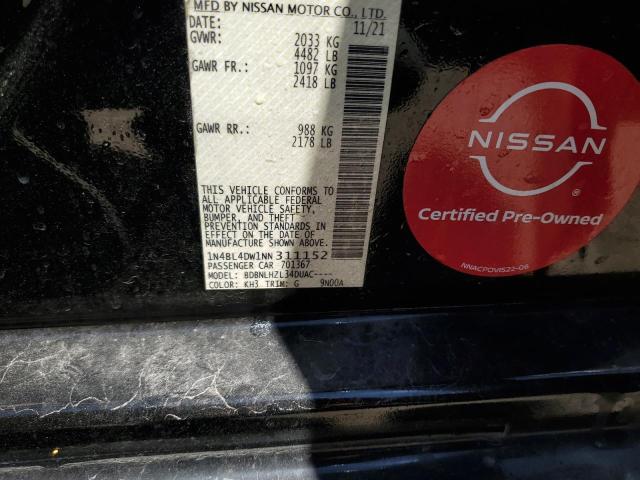 MFD BY NISSAN MOTOR CO., LTD.
DATE: 11/21
GVWR: 2033 KG
4482 LB
GAWR FR.: 1097 KG
2418 LB
GAWR RR.: 988 KG
2178 LB
THIS VEHICLE CONFORMS TO
ALL APPLICABLE FEDERAL
MOTOR VEHICLE SAFETY,
BUMPER, AND THEFT
PREVENTION STANDARDS IN
EFFECT ON THE DATE OF
MANUFACTURE SHOWN ABOVE.
1N4BL4DW1NN311152
PASSENGER CAR 701367
MODEL: BDBNLHZL34DUAC----
COLOR: KH3 TRIM: G 9N00A
NISSAN
®
Certified Pre-Owned
NNACPOVIS22-06